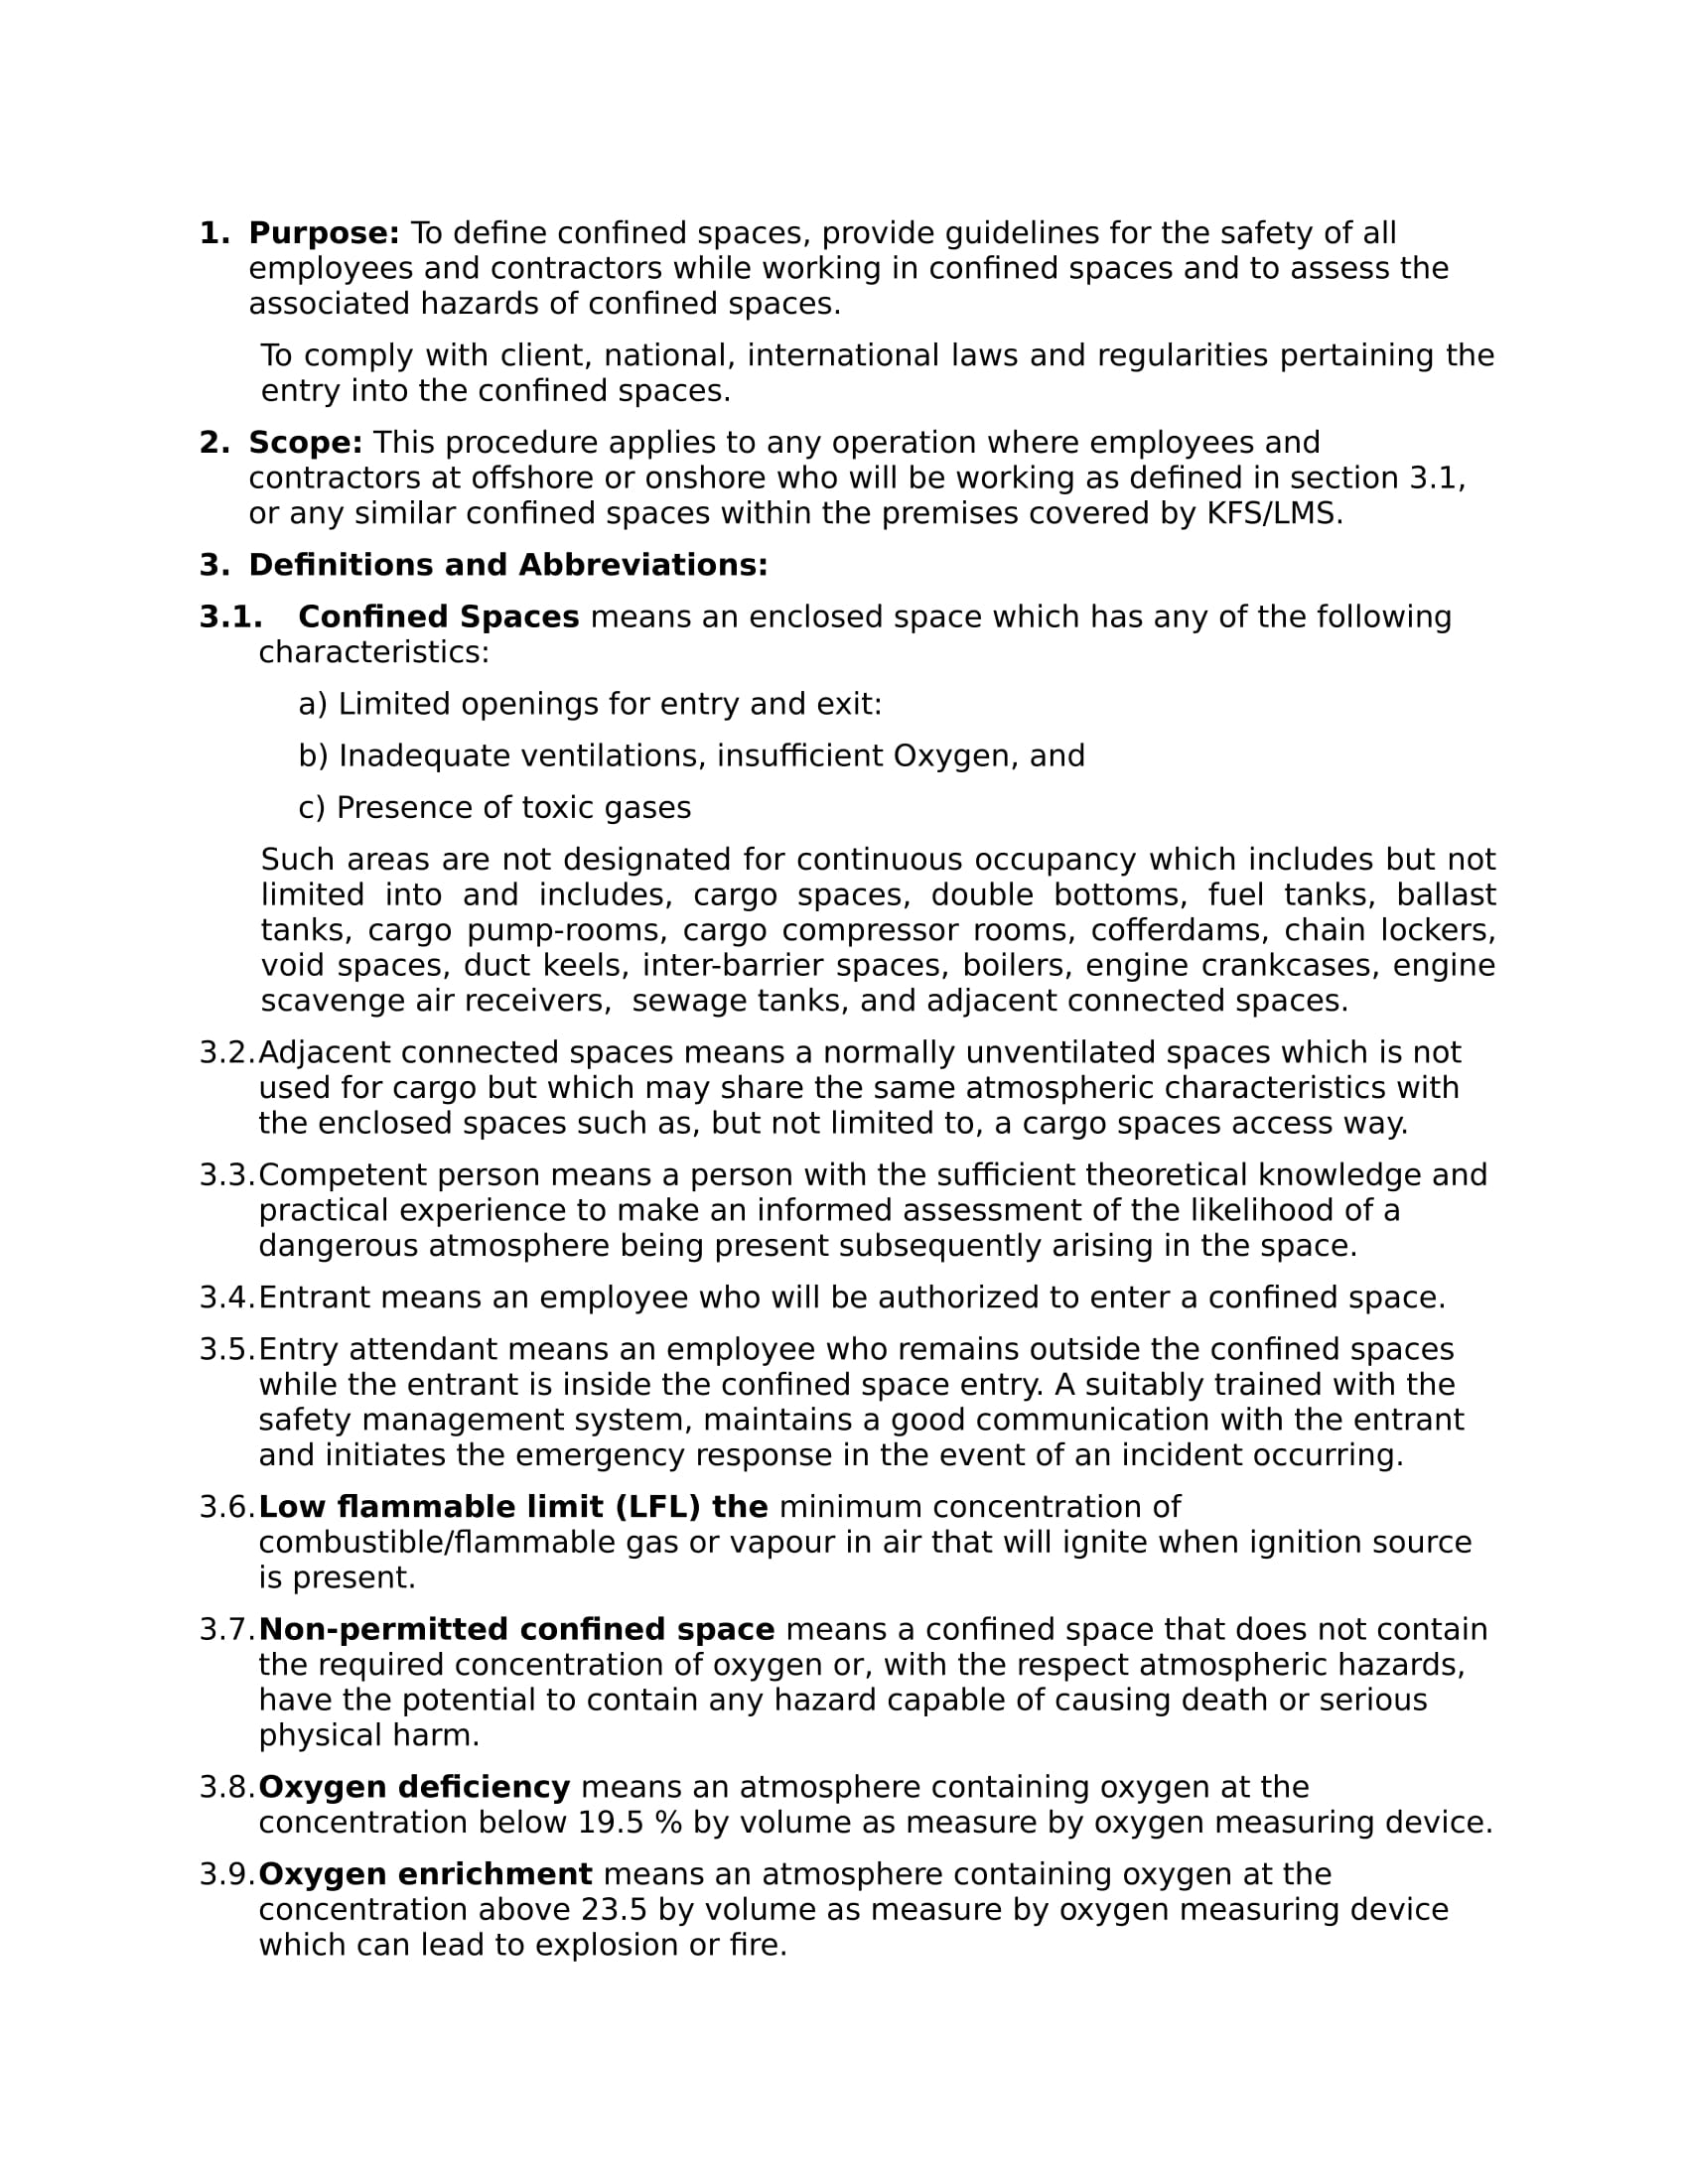 1. Purpose: To define confined spaces, provide guidelines for the safety of all
employees and contractors while working in confined spaces and to assess the
associated hazards of confined spaces.
To comply with client, national, international laws and regularities pertaining the
entry into the confined spaces.
2. Scope: This procedure applies to any operation where employees and
contractors at offshore or onshore who will be working as defined in section 3.1,
or any similar confined spaces within the premises covered by KFS/LMS.
3. Definitions and Abbreviations:
3.1. Confined Spaces means an enclosed space which has any of the following
characteristics:
a) Limited openings for entry and exit:
b) Inadequate ventilations, insufficient Oxygen, and
c) Presence of toxic gases
Such areas are not designated for continuous occupancy which includes but not
limited into and includes, cargo spaces, double bottoms, fuel tanks, ballast
tanks, cargo pump-rooms, cargo compressor rooms, cofferdams, chain lockers,
void spaces, duct keels, inter-barrier spaces, boilers, engine crankcases, engine
scavenge air receivers,  sewage tanks, and adjacent connected spaces.
3.2. Adjacent connected spaces means a normally unventilated spaces which is not
used for cargo but which may share the same atmospheric characteristics with
the enclosed spaces such as, but not limited to, a cargo spaces access way.
3.3. Competent person means a person with the sufficient theoretical knowledge and
practical experience to make an informed assessment of the likelihood of a
dangerous atmosphere being present subsequently arising in the space.
3.4. Entrant means an employee who will be authorized to enter a confined space.
3.5. Entry attendant means an employee who remains outside the confined spaces
while the entrant is inside the confined space entry. A suitably trained with the
safety management system, maintains a good communication with the entrant
and initiates the emergency response in the event of an incident occurring.
3.6. Low flammable limit (LFL) the minimum concentration of
combustible/flammable gas or vapour in air that will ignite when ignition source
is present.
3.7. Non-permitted confined space means a confined space that does not contain
the required concentration of oxygen or, with the respect atmospheric hazards,
have the potential to contain any hazard capable of causing death or serious
physical harm.
3.8. Oxygen deficiency means an atmosphere containing oxygen at the
concentration below 19.5 % by volume as measure by oxygen measuring device.
3.9. Oxygen enrichment means an atmosphere containing oxygen at the
concentration above 23.5 by volume as measure by oxygen measuring device
which can lead to explosion or fire.